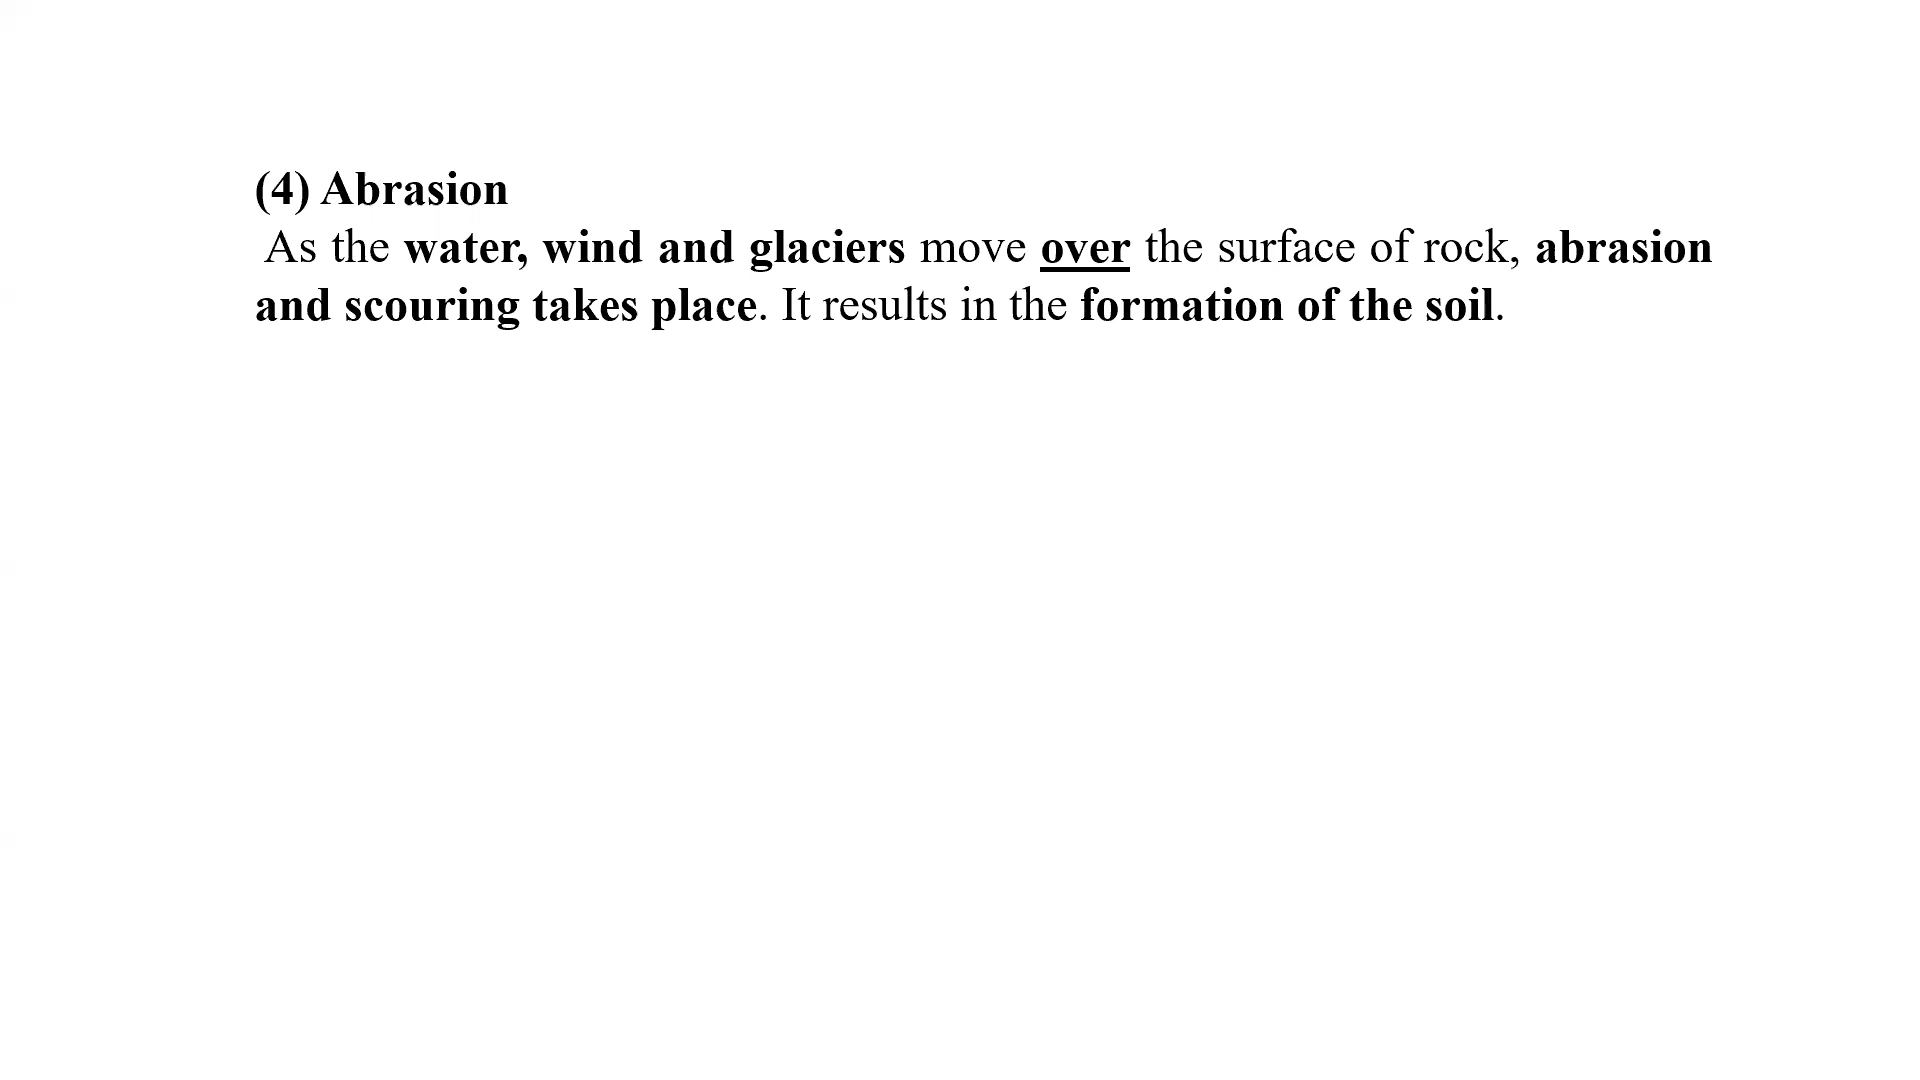 (4) Abrasion
As the water, wind and glaciers move over the surface of rock, abrasion
and scouring takes place. It results in the formation of the soil.